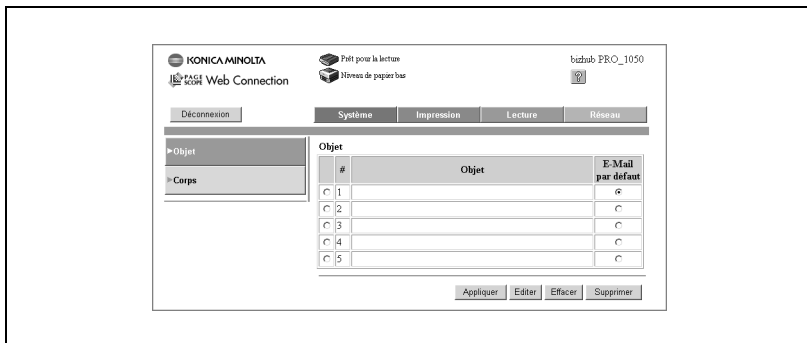 KONICA MINOLTA
PAGE SCOPE Web Connection
Prêt pour la lecture
Niveau de papier bas
bizhub PRO_1050
?
Déconnexion
Système Impression Lecture Réseau
Objet
Corps
Objet
# Objet E-Mail par défaut
1
2
3
4
5
Appliquer Editer Effacer Supprimer